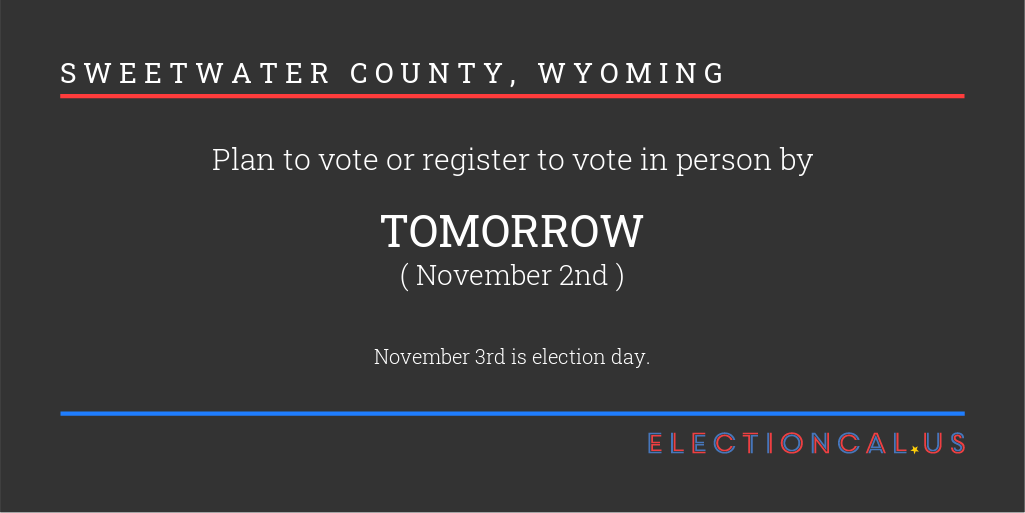 SWEETWATER COUNTY, WYOMING
Plan to vote or register to vote in person by
TOMORROW
( November 2nd )
November 3rd is election day.
ELECTIONCAL.US